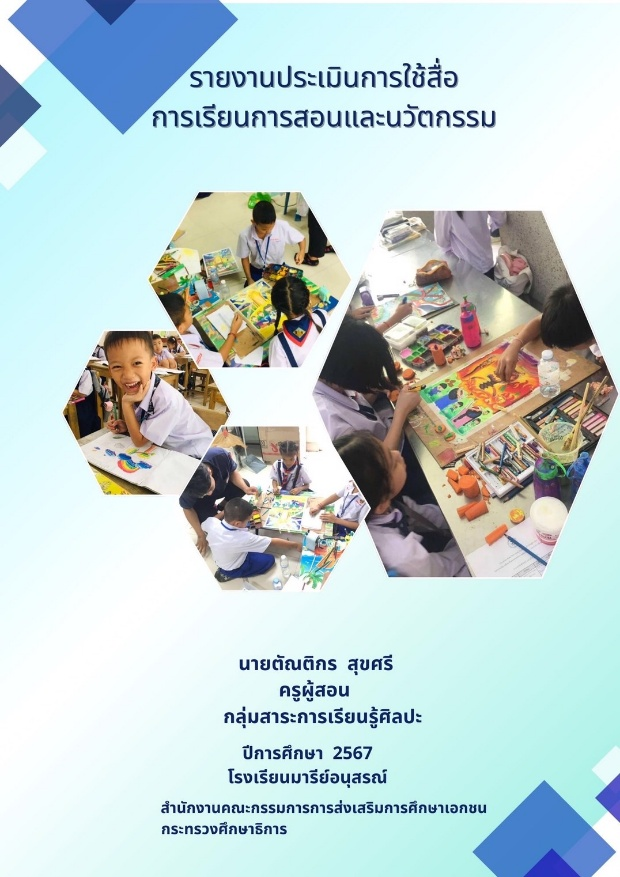 รายงานประเมินการใช้สื่อ
การเรียนการสอนและนวัตกรรม
นายตัณติกร สุขศรี
ครูผู้สอน
กลุ่มสาระการเรียนรู้ศิลปะ
ปีการศึกษา 2567
โรงเรียนมารีย์อนุสรณ์
สำนักงานคณะกรรมการการส่งเสริมการศึกษาเอกชน
กระทรวงศึกษาธิการ